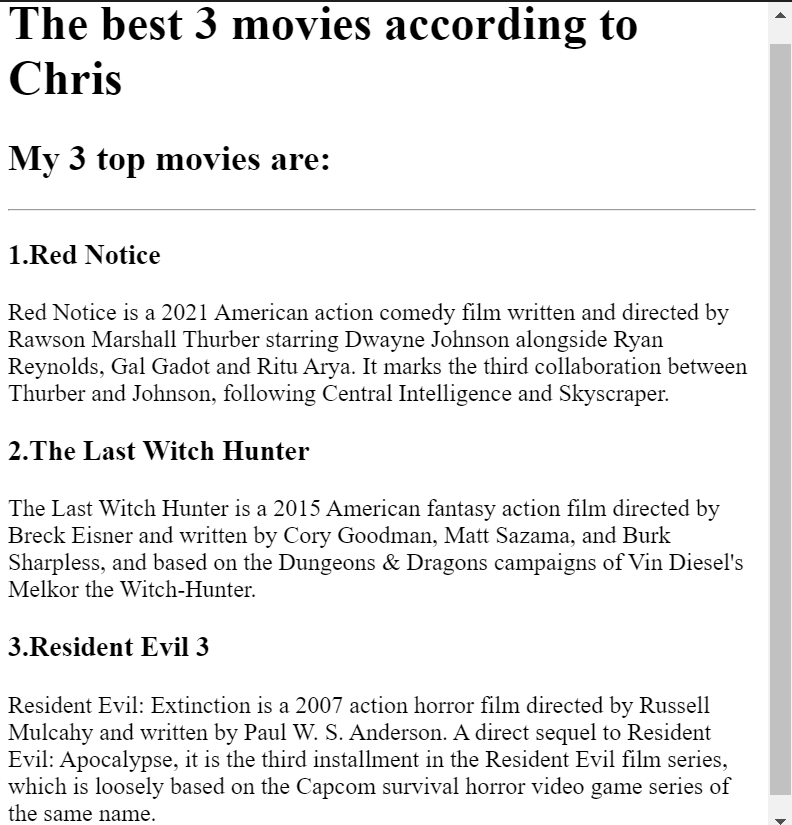 The best 3 movies according to
Chris
My 3 top movies are:
1.Red Notice
Red Notice is a 2021 American action comedy film written and directed by
Rawson Marshall Thurber starring Dwayne Johnson alongside Ryan
Reynolds, Gal Gadot and Ritu Arya. It marks the third collaboration between
Thurber and Johnson, following Central Intelligence and Skyscraper.
2.The Last Witch Hunter
The Last Witch Hunter is a 2015 American fantasy action film directed by
Breck Eisner and written by Cory Goodman, Matt Sazama, and Burk
Sharpless, and based on the Dungeons & Dragons campaigns of Vin Diesel's
Melkor the Witch-Hunter.
3.Resident Evil 3
Resident Evil: Extinction is a 2007 action horror film directed by Russell
Mulcahy and written by Paul W. S. Anderson. A direct sequel to Resident
Evil: Apocalypse, it is the third installment in the Resident Evil film series,
which is loosely based on the Capcom survival horror video game series of
the same name.